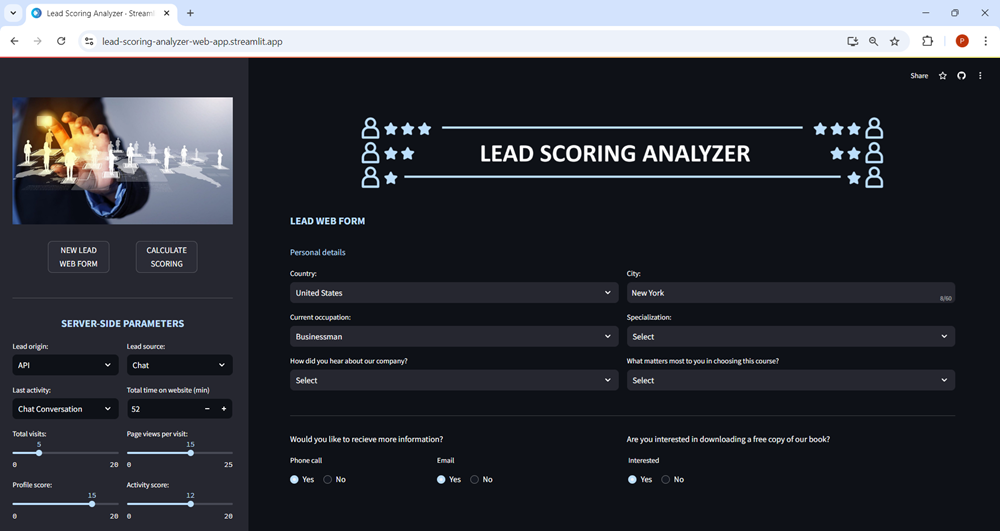 Lead Scoring Analyzer · Streaml
lead-scoring-analyzer-web-app.streamlit.app
P
Share
LEAD SCORING ANALYZER
NEW LEAD
WEB FORM
CALCULATE
SCORING
SERVER-SIDE PARAMETERS
Lead origin:
Lead source:
API
Chat
Last activity:
Total time on website (min)
Chat Conversation
52
Total visits:
Page views per visit:
5
15
0
20
0
25
Profile score:
Activity score:
15
12
0
20
0
20
LEAD WEB FORM
Personal details
Country:
City:
United States
New York
8/60
Current occupation:
Specialization:
Businessman
Select
How did you hear about our company?
What matters most to you in choosing this course?
Select
Select
Would you like to recieve more information?
Are you interested in downloading a free copy of our book?
Phone call
Email
Interested
Yes
No
Yes
No
Yes
No